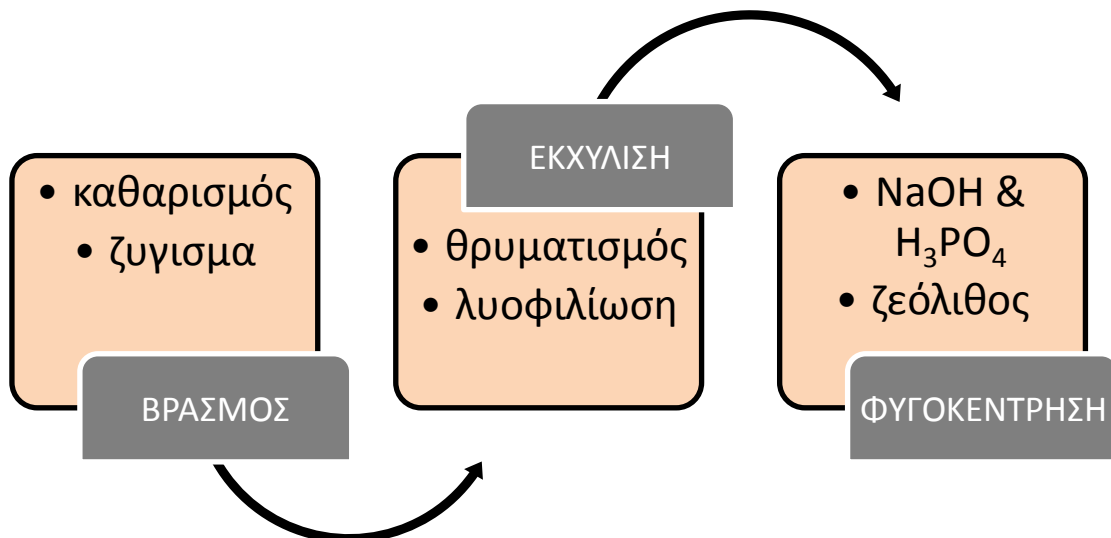 • καθαρισμός
• ζυγισμα
ΒΡΑΣΜΟΣ
ΕΚΧΥΛΙΣΗ
• θρυματισμός
• λυοφιλίωση
• NaOH &
H₃PO₄
• ζεόλιθος
ΦΥΓΟΚΕΝΤΡΗΣΗ